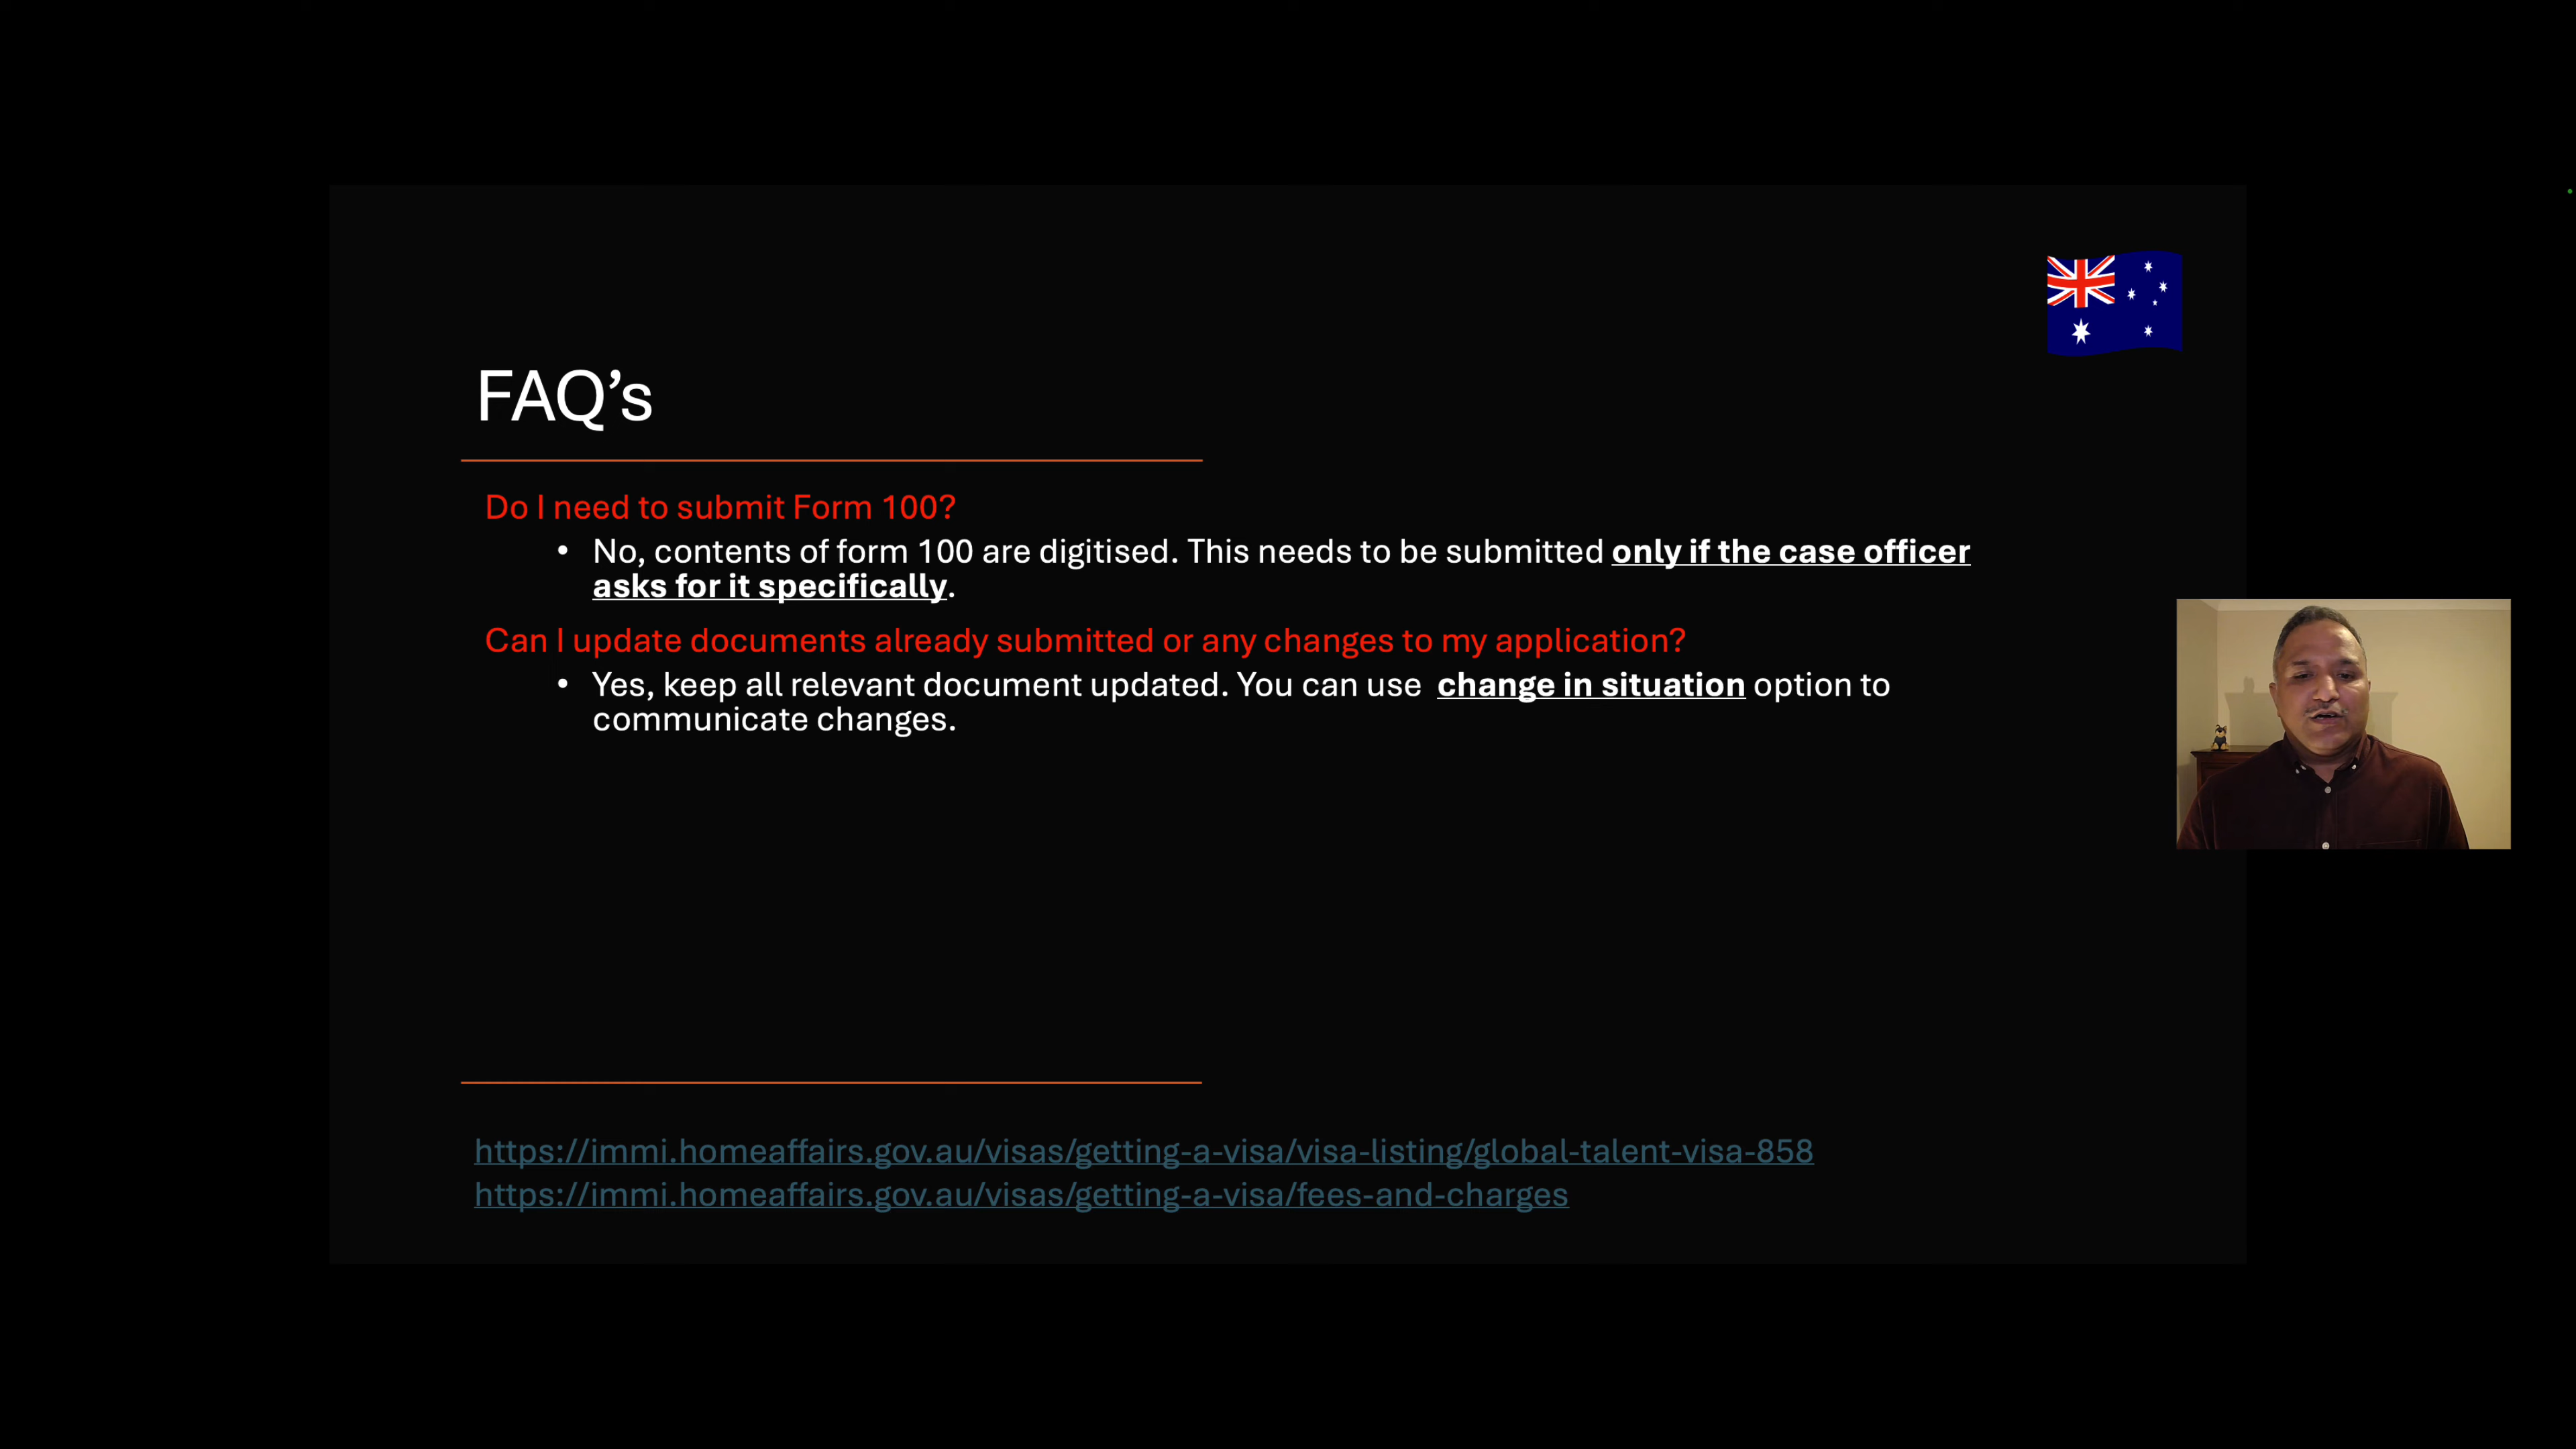 FAQ’s
Do I need to submit Form 100?
• No, contents of form 100 are digitised. This needs to be submitted only if the case officer
asks for it specifically.
Can I update documents already submitted or any changes to my application?
• Yes, keep all relevant document updated. You can use change in situation option to
communicate changes.
https://immi.homeaffairs.gov.au/visas/getting-a-visa/visa-listing/global-talent-visa-858
https://immi.homeaffairs.gov.au/visas/getting-a-visa/fees-and-charges